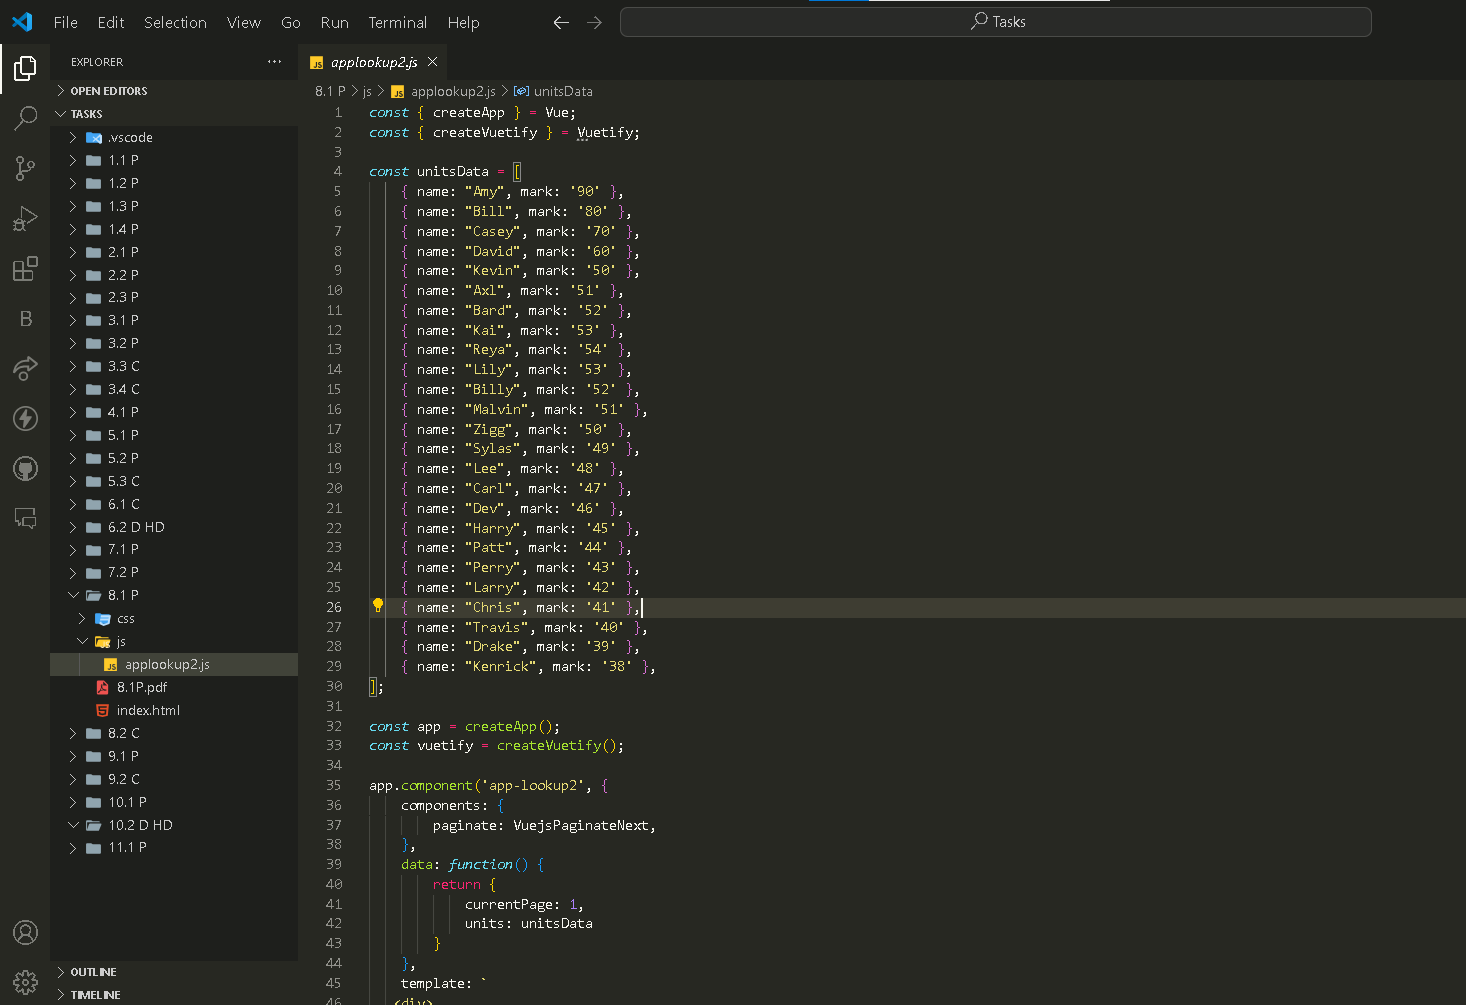 File Edit Selection View Go Run Terminal Help
Tasks
EXPLORER
OPEN EDITORS
TASKS
.vscode
1.1 P
1.2 P
1.3 P
1.4 P
2.1 P
2.2 P
2.3 P
3.1 P
3.2 P
3.3 C
3.4 C
4.1 P
5.1 P
5.2 P
5.3 C
6.1 C
6.2 D HD
7.1 P
7.2 P
8.1 P
css
js
applookup2.js
8.1P.pdf
index.html
8.2 C
9.1 P
9.2 C
10.1 P
10.2 D HD
11.1 P
OUTLINE
TIMELINE
applookup2.js
8.1 P > js > applookup2.js > unitsData
1 const { createApp } = Vue;
2 const { createVuetify } = Vuetify;
3
4 const unitsData = [
5 { name: "Amy", mark: '90' },
6 { name: "Bill", mark: '80' },
7 { name: "Casey", mark: '70' },
8 { name: "David", mark: '60' },
9 { name: "Kevin", mark: '50' },
10 { name: "Axl", mark: '51' },
11 { name: "Bard", mark: '52' },
12 { name: "Kai", mark: '53' },
13 { name: "Reya", mark: '54' },
14 { name: "Lily", mark: '53' },
15 { name: "Billy", mark: '52' },
16 { name: "Malvin", mark: '51' },
17 { name: "Zigg", mark: '50' },
18 { name: "Sylas", mark: '49' },
19 { name: "Lee", mark: '48' },
20 { name: "Carl", mark: '47' },
21 { name: "Dev", mark: '46' },
22 { name: "Harry", mark: '45' },
23 { name: "Patt", mark: '44' },
24 { name: "Perry", mark: '43' },
25 { name: "Larry", mark: '42' },
26 { name: "Chris", mark: '41' },
27 { name: "Travis", mark: '40' },
28 { name: "Drake", mark: '39' },
29 { name: "Kenrick", mark: '38' },
30 ];
31
32 const app = createApp();
33 const vuetify = createVuetify();
34
35 app.component('app-lookup2', {
36 components: {
37 paginate: VuejsPaginateNext,
38 },
39 data: function() {
40 return {
41 currentPage: 1,
42 units: unitsData
43 }
44 },
45 template: `
46 <div>